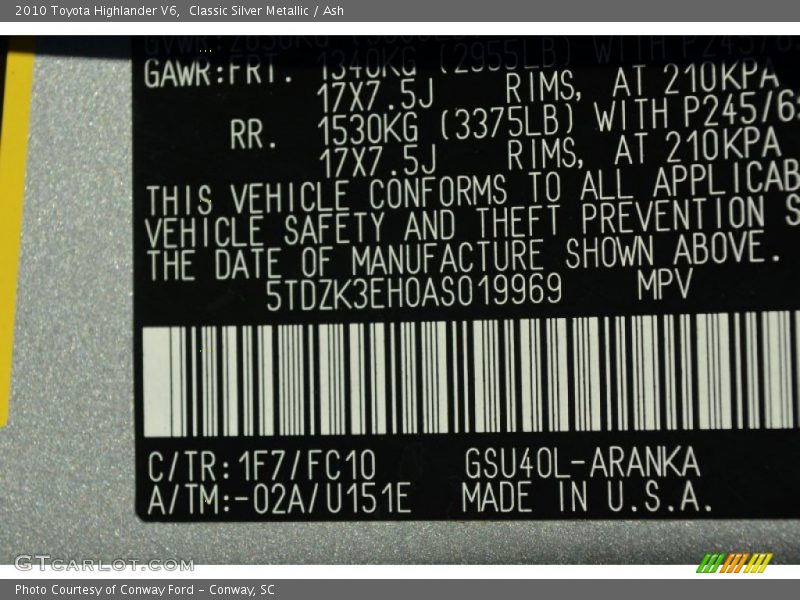 2010 Toyota Highlander V6, Classic Silver Metallic / Ash
GAWR:FRT. 1340KG (2955LB) WITH P245/6
17X7.5J RIMS, AT 210KPA
RR. 1530KG (3375LB) WITH P245/6
17X7.5J RIMS, AT 210KPA
THIS VEHICLE CONFORMS TO ALL APPLICAB
VEHICLE SAFETY AND THEFT PREVENTION S
THE DATE OF MANUFACTURE SHOWN ABOVE.
5TDZK3EH0AS019969 MPV
C/TR:1F7/FC10 GSU40L-ARANKA
A/TM:-02A/U151E MADE IN U.S.A.
GTCARLOT.COM
Photo Courtesy of Conway Ford – Conway, SC